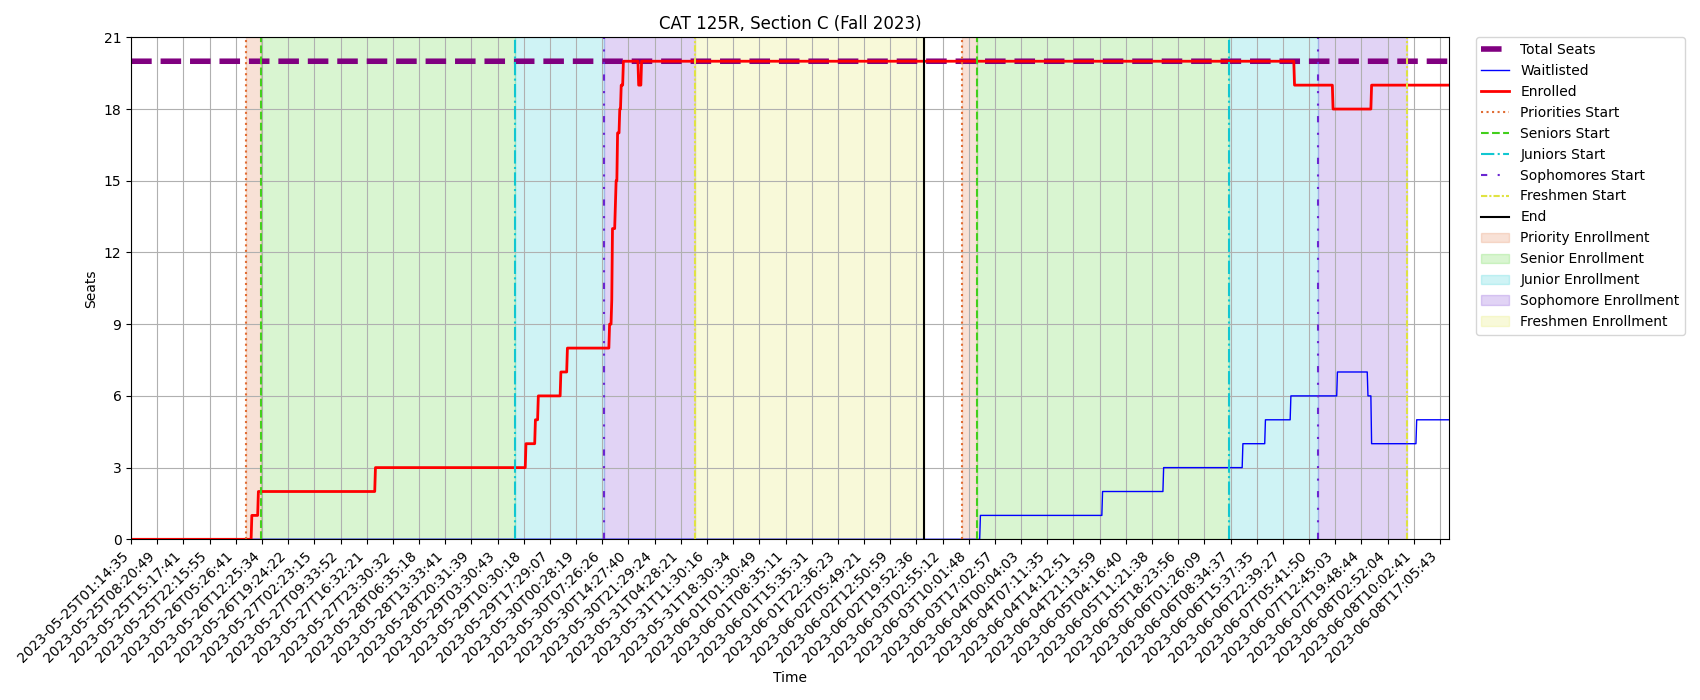 CAT 125R, Section C (Fall 2023)
21
18
15
12
9
6
3
0
Seats
2023-05-25T01:14:35
2023-05-25T08:20:49
2023-05-25T15:17:41
2023-05-25T22:15:55
2023-05-26T05:26:41
2023-05-26T12:25:34
2023-05-26T19:24:22
2023-05-27T02:23:15
2023-05-27T09:33:52
2023-05-27T16:32:21
2023-05-27T23:30:32
2023-05-28T06:35:18
2023-05-28T13:33:41
2023-05-28T20:31:39
2023-05-29T03:30:43
2023-05-29T10:30:18
2023-05-29T17:29:07
2023-05-30T00:28:19
2023-05-30T07:26:26
2023-05-30T14:27:40
2023-05-30T21:29:24
2023-05-31T04:28:21
2023-05-31T11:30:16
2023-05-31T18:30:34
2023-06-01T01:30:49
2023-06-01T08:35:11
2023-06-01T15:35:31
2023-06-01T22:36:23
2023-06-02T05:49:21
2023-06-02T12:50:59
2023-06-02T19:52:36
2023-06-03T02:55:12
2023-06-03T10:01:48
2023-06-03T17:02:57
2023-06-04T00:04:03
2023-06-04T07:11:35
2023-06-04T14:12:51
2023-06-04T21:13:59
2023-06-05T04:16:40
2023-06-05T11:21:38
2023-06-05T18:23:56
2023-06-06T01:26:09
2023-06-06T08:34:37
2023-06-06T15:37:35
2023-06-06T22:39:27
2023-06-07T05:41:50
2023-06-07T12:45:03
2023-06-07T19:48:44
2023-06-08T02:52:04
2023-06-08T10:02:41
2023-06-08T17:05:43
Time
Total Seats
Waitlisted
Enrolled
Priorities Start
Seniors Start
Juniors Start
Sophomores Start
Freshmen Start
End
Priority Enrollment
Senior Enrollment
Junior Enrollment
Sophomore Enrollment
Freshmen Enrollment